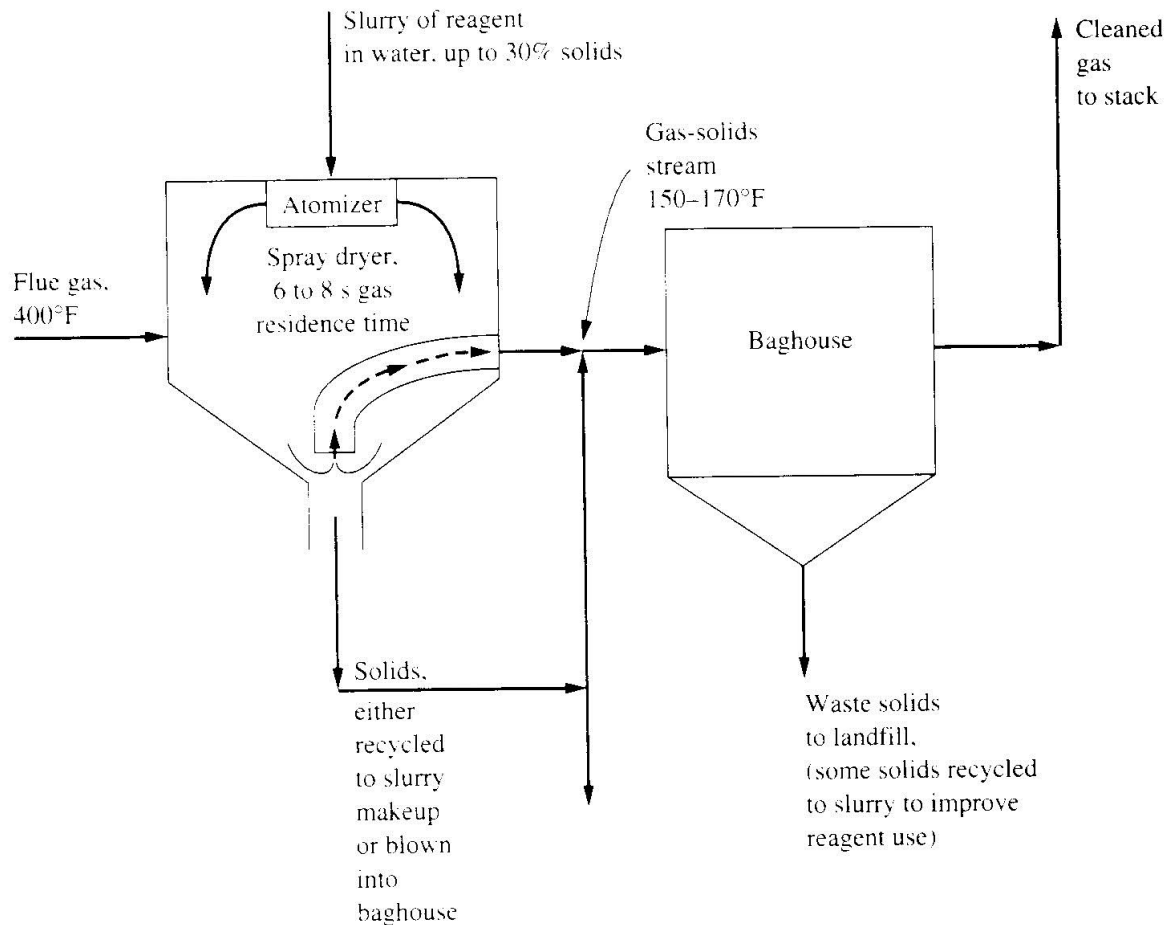 Slurry of reagent
in water, up to 30% solids
Cleaned
gas
to stack
Gas-solids
stream
150–170°F
Atomizer
Spray dryer,
6 to 8 s gas
residence time
Flue gas,
400°F
Baghouse
Solids,
either
recycled
to slurry
makeup
or blown
into
baghouse
Waste solids
to landfill,
(some solids recycled
to slurry to improve
reagent use)